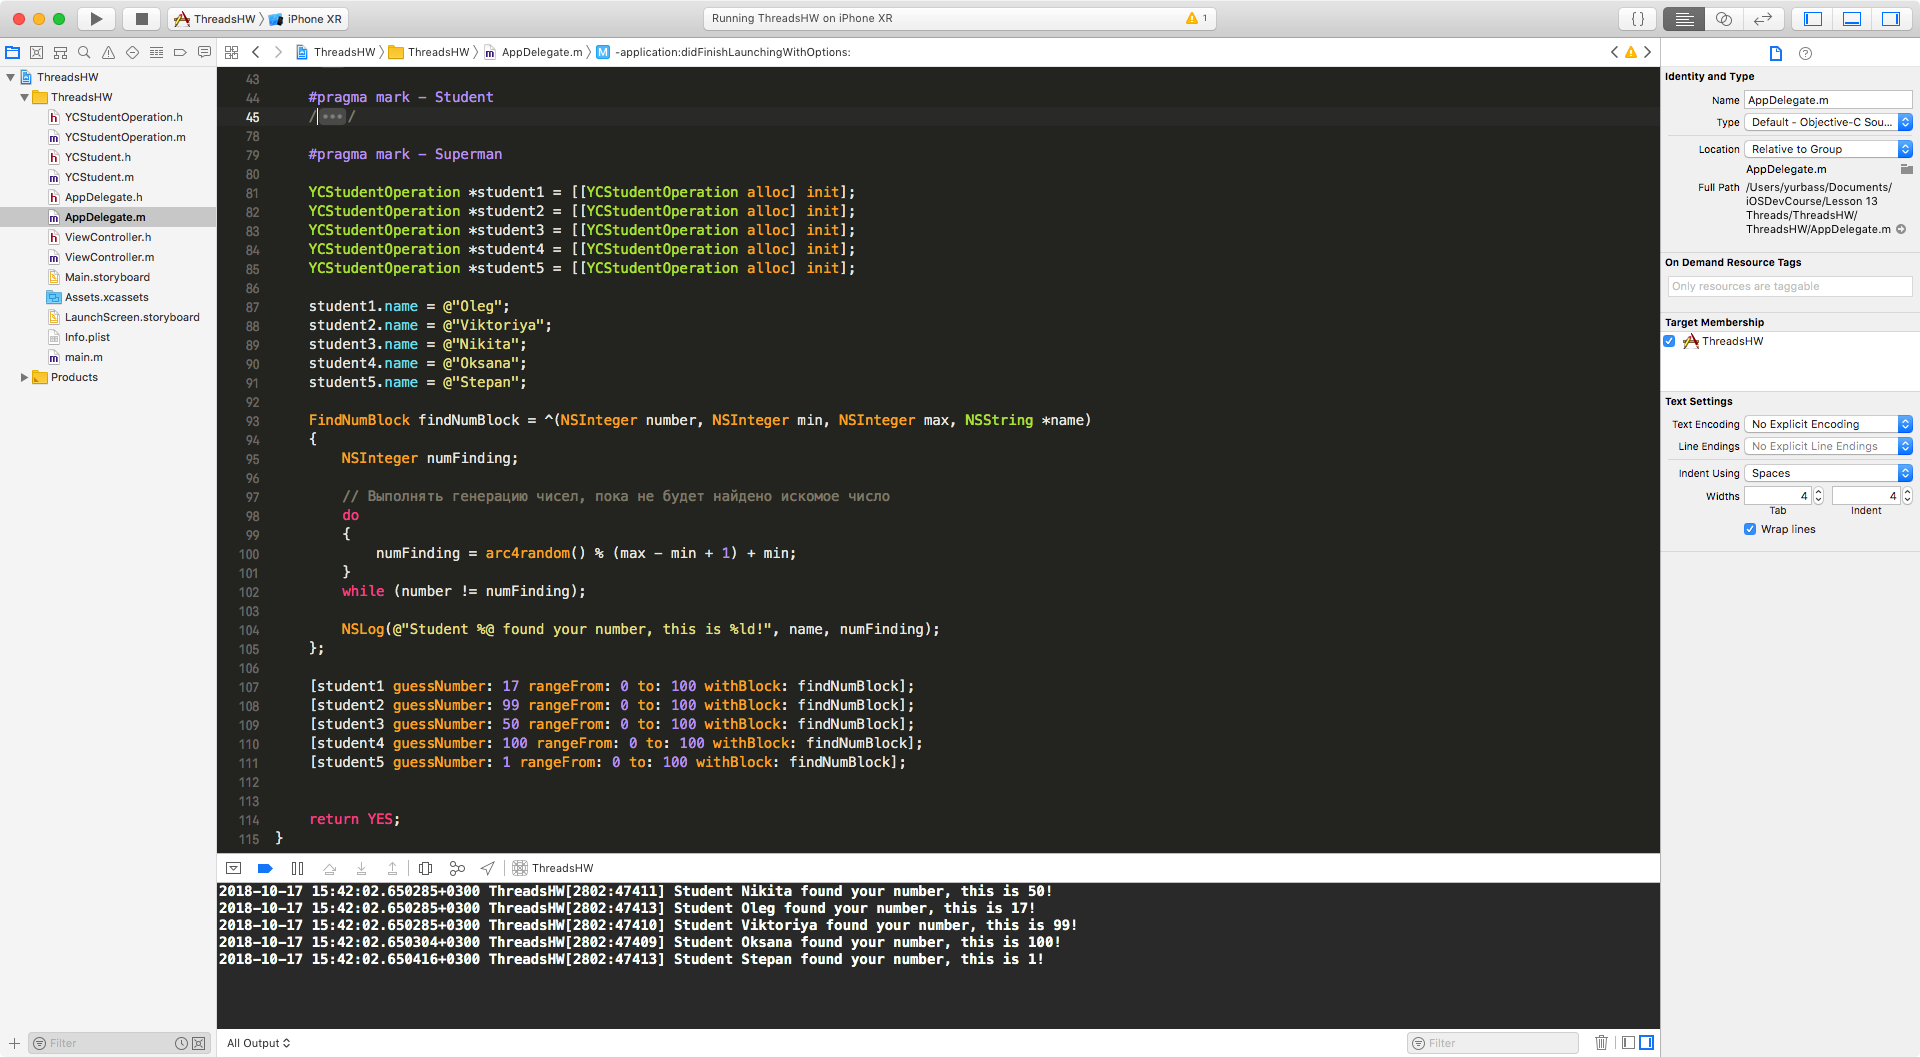 ThreadsHW 〉 iPhone XR
Running ThreadsHW on iPhone XR
1
{}
ThreadsHW 〉 ThreadsHW 〉 AppDelegate.m 〉 M -application:didFinishLaunchingWithOptions:
ThreadsHW
ThreadsHW
h YCStudentOperation.h
m YCStudentOperation.m
h YCStudent.h
m YCStudent.m
h AppDelegate.h
m AppDelegate.m
h ViewController.h
m ViewController.m
Main.storyboard
Assets.xcassets
LaunchScreen.storyboard
Info.plist
m main.m
Products
Filter
43
44 #pragma mark - Student
45 /•••/
78
79 #pragma mark - Superman
80
81 YCStudentOperation *student1 = [[YCStudentOperation alloc] init];
82 YCStudentOperation *student2 = [[YCStudentOperation alloc] init];
83 YCStudentOperation *student3 = [[YCStudentOperation alloc] init];
84 YCStudentOperation *student4 = [[YCStudentOperation alloc] init];
85 YCStudentOperation *student5 = [[YCStudentOperation alloc] init];
86
87 student1.name = @"Oleg";
88 student2.name = @"Viktoriya";
89 student3.name = @"Nikita";
90 student4.name = @"Oksana";
91 student5.name = @"Stepan";
92
93 FindNumBlock findNumBlock = ^(NSInteger number, NSInteger min, NSInteger max, NSString *name)
94 {
95 NSInteger numFinding;
96
97 // Выполнять генерацию чисел, пока не будет найдено искомое число
98 do
99 {
100 numFinding = arc4random() % (max - min + 1) + min;
101 }
102 while (number != numFinding);
103
104 NSLog(@"Student %@ found your number, this is %ld!", name, numFinding);
105 };
106
107 [student1 guessNumber: 17 rangeFrom: 0 to: 100 withBlock: findNumBlock];
108 [student2 guessNumber: 99 rangeFrom: 0 to: 100 withBlock: findNumBlock];
109 [student3 guessNumber: 50 rangeFrom: 0 to: 100 withBlock: findNumBlock];
110 [student4 guessNumber: 100 rangeFrom: 0 to: 100 withBlock: findNumBlock];
111 [student5 guessNumber: 1 rangeFrom: 0 to: 100 withBlock: findNumBlock];
112
113
114 return YES;
115 }
ThreadsHW
2018-10-17 15:42:02.650285+0300 ThreadsHW[2802:47411] Student Nikita found your number, this is 50!
2018-10-17 15:42:02.650285+0300 ThreadsHW[2802:47413] Student Oleg found your number, this is 17!
2018-10-17 15:42:02.650285+0300 ThreadsHW[2802:47410] Student Viktoriya found your number, this is 99!
2018-10-17 15:42:02.650304+0300 ThreadsHW[2802:47409] Student Oksana found your number, this is 100!
2018-10-17 15:42:02.650416+0300 ThreadsHW[2802:47413] Student Stepan found your number, this is 1!
All Output
Filter
Identity and Type
Name AppDelegate.m
Type Default - Objective-C Sou...
Location Relative to Group
AppDelegate.m
Full Path /Users/yurbass/Documents/
iOSDevCourse/Lesson 13
Threads/ThreadsHW/
ThreadsHW/AppDelegate.m
On Demand Resource Tags
Only resources are taggable
Target Membership
ThreadsHW
Text Settings
Text Encoding No Explicit Encoding
Line Endings No Explicit Line Endings
Indent Using Spaces
Widths 4 4
Tab Indent
Wrap lines